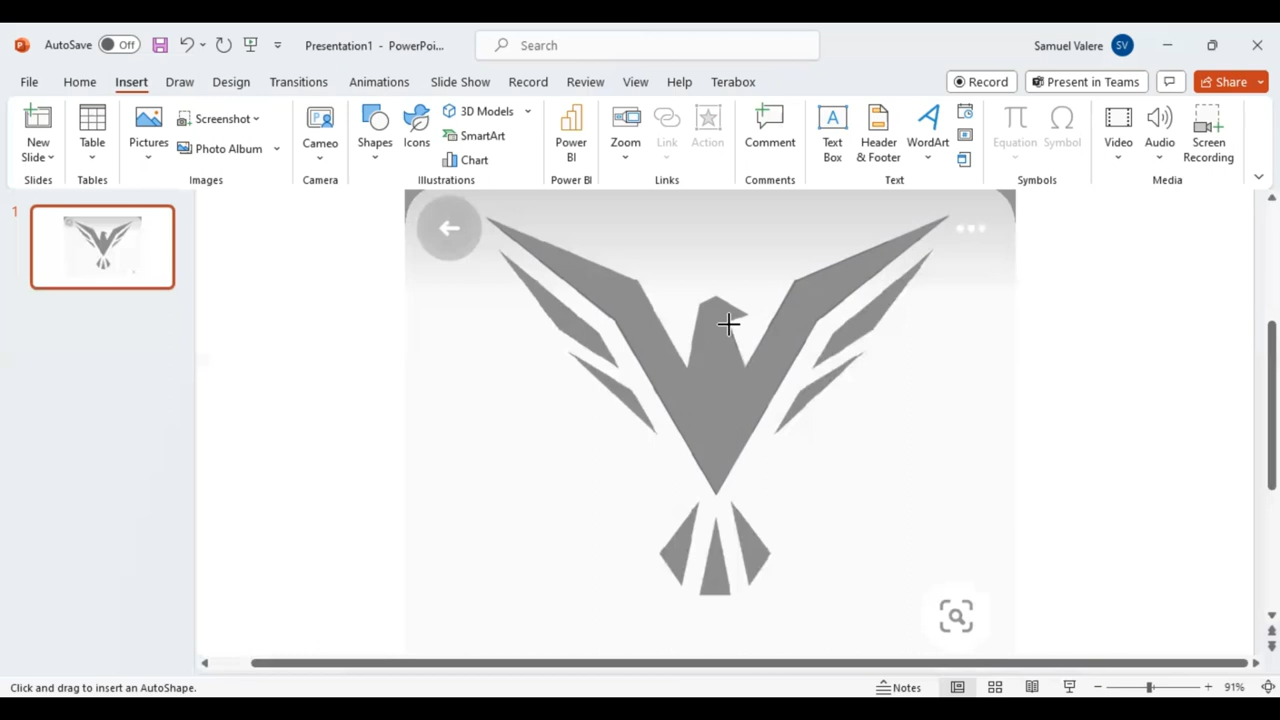 AutoSave Off Presentation1 - PowerPoi... Search Samuel Valere SV
File Home Insert Draw Design Transitions Animations Slide Show Record Review View Help Terabox Record Present in Teams Share
New Slide
Table
Pictures
Screenshot
Photo Album
Cameo
Shapes
Icons
3D Models
SmartArt
Chart
Power BI
Zoom
Link
Action
Comment
Text Box
Header & Footer
WordArt
Equation
Symbol
Video
Audio
Screen Recording
Slides Tables Images Camera Illustrations Power BI Links Comments Text Symbols Media
1
Click and drag to insert an AutoShape. Notes 91%